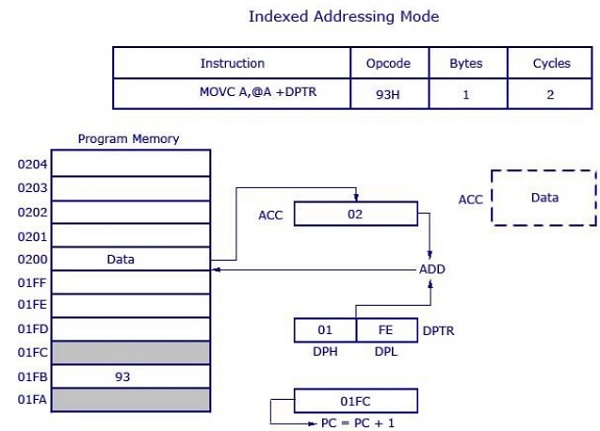 Indexed Addressing Mode
Instruction Opcode Bytes Cycles
MOVC A,@A +DPTR 93H 1 2
Program Memory
0204
0203
0202
0201
0200 Data
01FF
01FE
01FD
01FC
01FB 93
01FA
ACC 02
ADD
01 FE DPTR
DPH DPL
01FC
PC = PC + 1
ACC Data